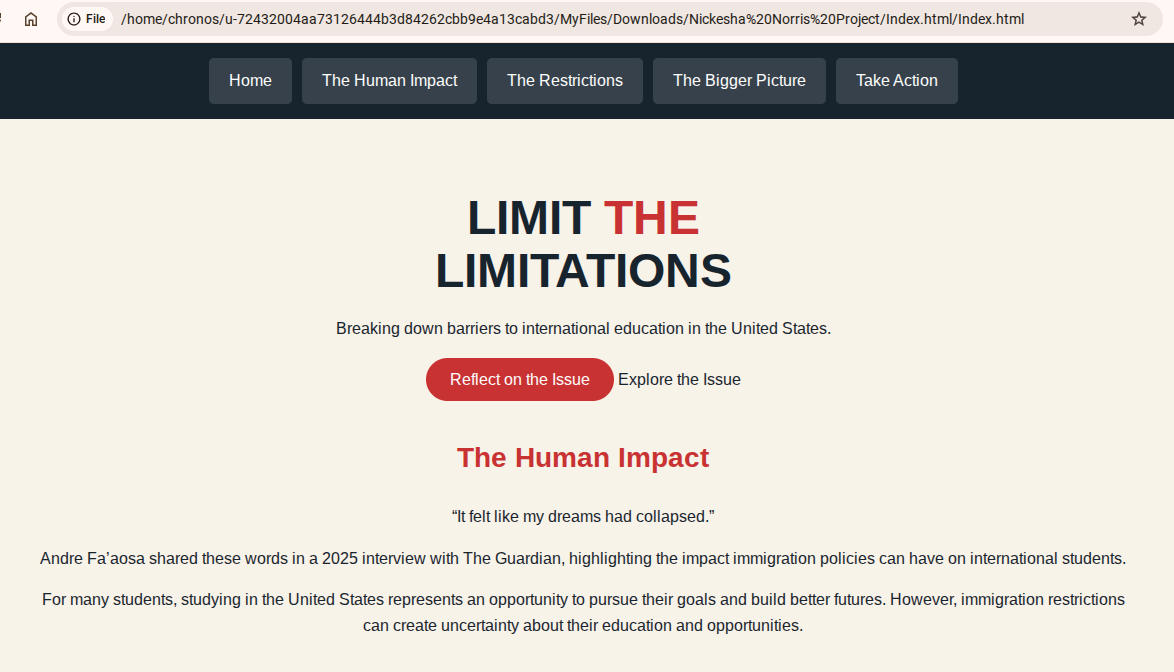 File /home/chronos/u-72432004aa73126444b3d84262cbb9e4a13cabd3/MyFiles/Downloads/Nickesha%20Norris%20Project/Index.html/Index.html
Home The Human Impact The Restrictions The Bigger Picture Take Action
LIMIT THE
LIMITATIONS
Breaking down barriers to international education in the United States.
Reflect on the Issue Explore the Issue
The Human Impact
“It felt like my dreams had collapsed.”
Andre Fa’aosa shared these words in a 2025 interview with The Guardian, highlighting the impact immigration policies can have on international students.
For many students, studying in the United States represents an opportunity to pursue their goals and build better futures. However, immigration restrictions
can create uncertainty about their education and opportunities.